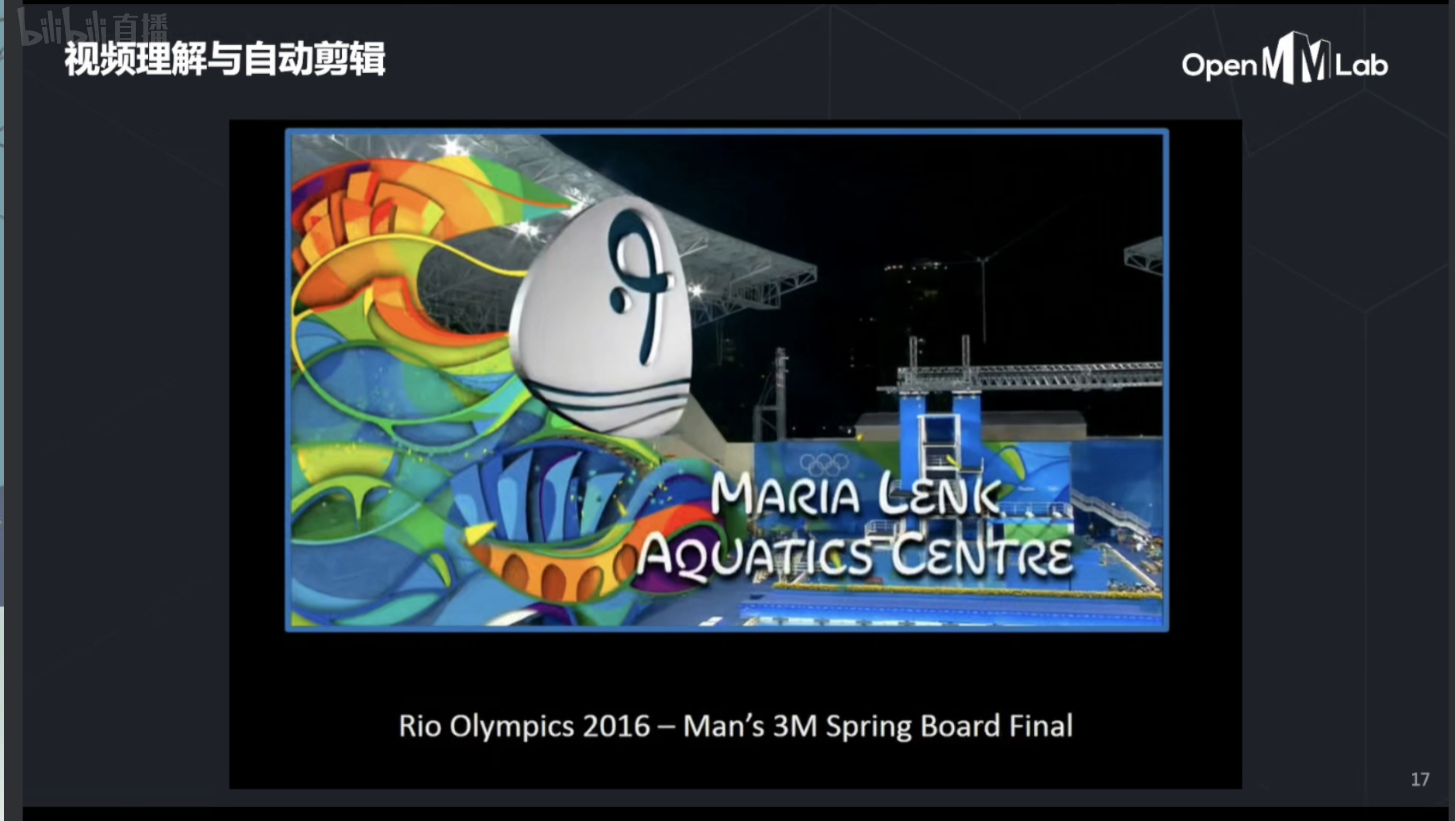 bilibili直播
视频理解与自动剪辑
OpenMMLab
MARIA LENK
AQUATICS CENTRE
Rio Olympics 2016 – Man's 3M Spring Board Final
17